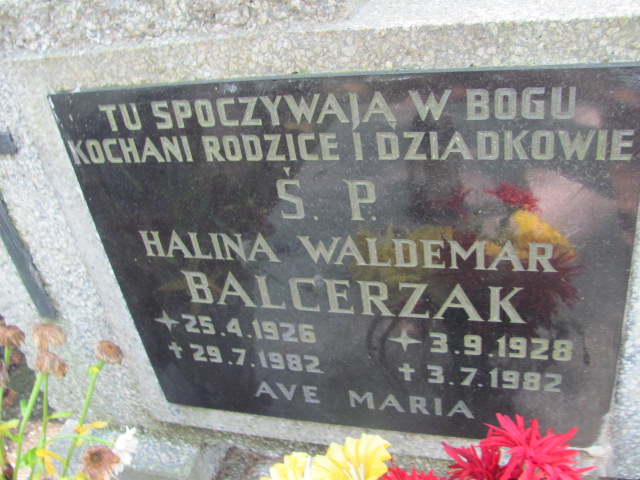 TU SPOCZYWAJĄ W BOGU
KOCHANI RODZICE I DZIADKOWIE
Ś. P.
HALINA WALDEMAR
BALCERZAK
25.4.1926 3.9.1928
† 29.7.1982 † 3.7.1982
AVE MARIA